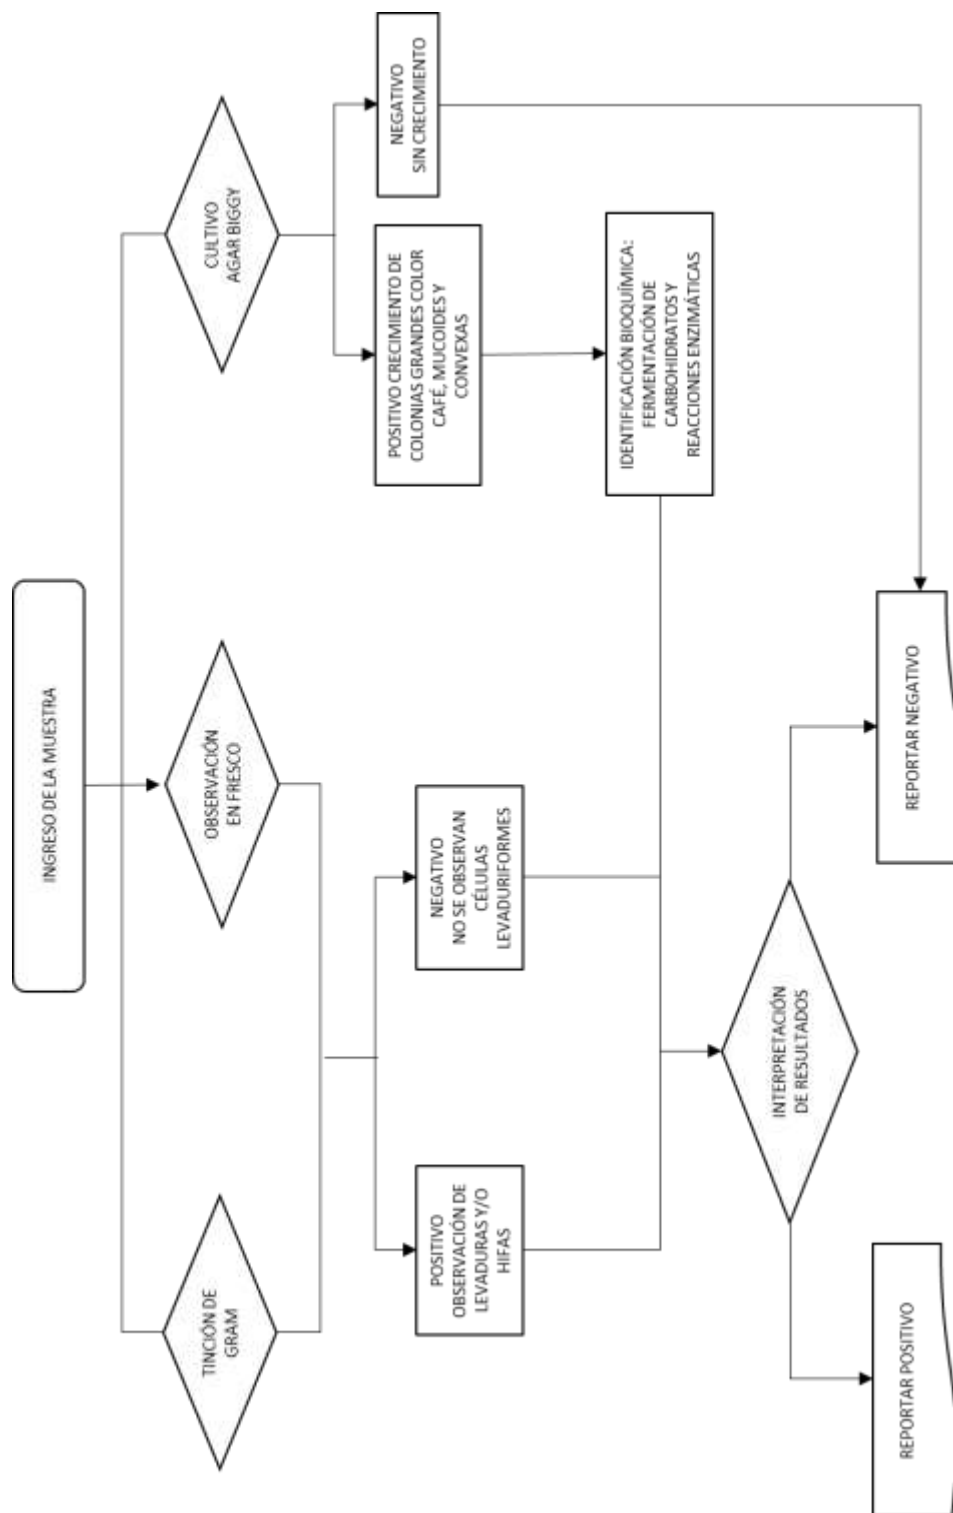 INGRESO DE LA MUESTRA
TINCIÓN DE
GRAM
OBSERVACIÓN
EN FRESCO
CULTIVO
AGAR BIGGY
POSITIVO
OBSERVACIÓN DE
LEVADURAS Y/O
HIFAS
NEGATIVO
NO SE OBSERVAN
CÉLULAS
LEVADURIFORMES
POSITIVO CRECIMIENTO DE
COLONIAS GRANDES COLOR
CAFÉ, MUCOIDES Y
CONVEXAS
NEGATIVO
SIN CRECIMIENTO
IDENTIFICACIÓN BIOQUÍMICA:
FERMENTACIÓN DE
CARBOHIDRATOS Y
REACCIONES ENZIMÁTICAS
INTERPRETACIÓN
DE RESULTADOS
REPORTAR POSITIVO
REPORTAR NEGATIVO